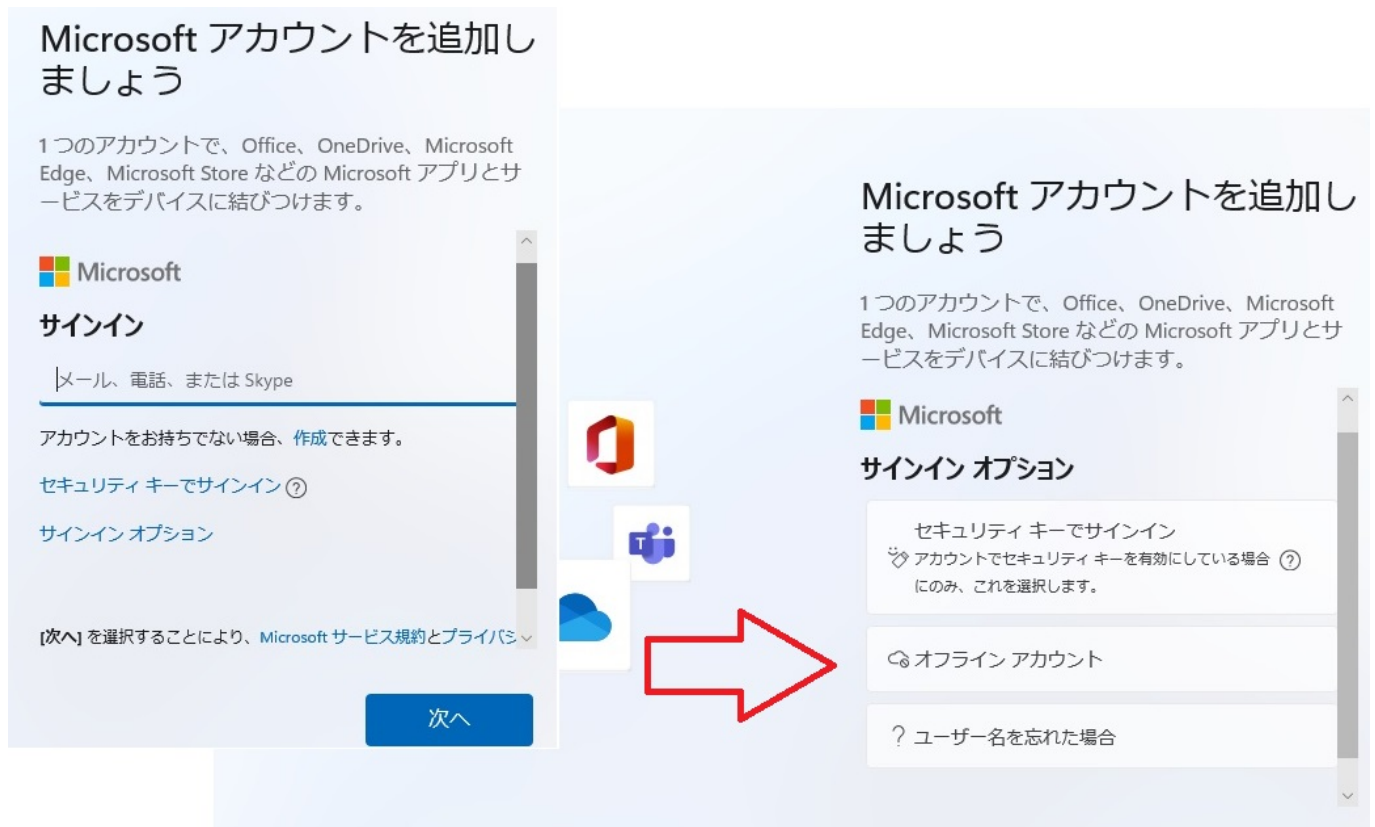 Microsoft アカウントを追加し
ましょう
1 つのアカウントで、Office、OneDrive、Microsoft
Edge、Microsoft Store などの Microsoft アプリとサ
ービスをデバイスに結びつけます。
Microsoft
サインイン
メール、電話、または Skype
アカウントをお持ちでない場合、作成できます。
セキュリティ キーでサインイン
サインイン オプション
[次へ] を選択することにより、Microsoft サービス規約とプライバシ
次へ
Microsoft アカウントを追加し
ましょう
1 つのアカウントで、Office、OneDrive、Microsoft
Edge、Microsoft Store などの Microsoft アプリとサ
ービスをデバイスに結びつけます。
Microsoft
サインイン オプション
セキュリティ キーでサインイン
アカウントでセキュリティ キーを有効にしている場合
にのみ、これを選択します。
オフライン アカウント
ユーザー名を忘れた場合